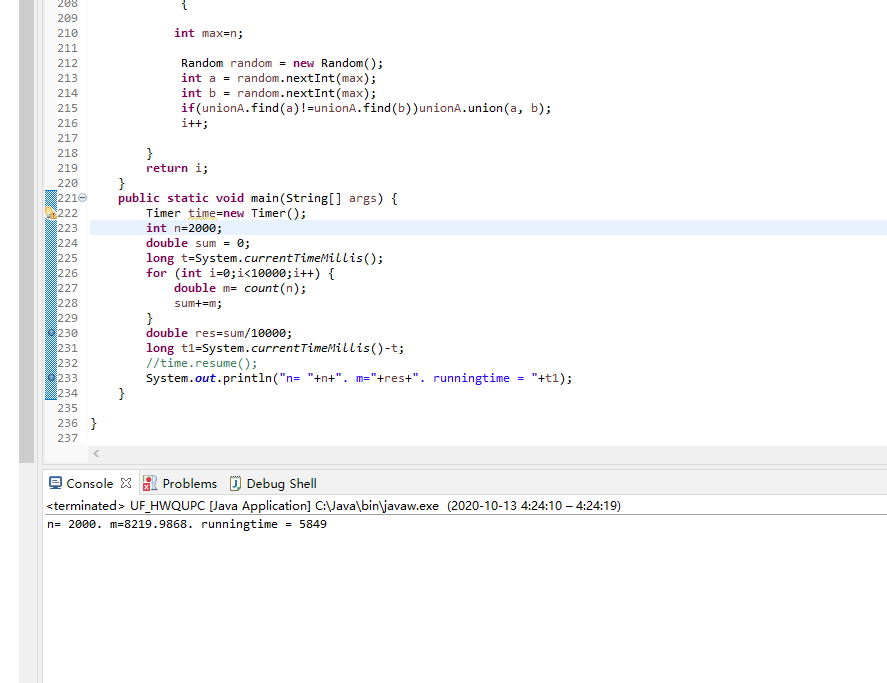 208 {
209
210 int max=n;
211
212 Random random = new Random();
213 int a = random.nextInt(max);
214 int b = random.nextInt(max);
215 if(unionA.find(a)!=unionA.find(b))unionA.union(a, b);
216 i++;
217
218 }
219 return i;
220 }
221 public static void main(String[] args) {
222 Timer time=new Timer();
223 int n=2000;
224 double sum = 0;
225 long t=System.currentTimeMillis();
226 for (int i=0;i<10000;i++) {
227 double m= count(n);
228 sum+=m;
229 }
230 double res=sum/10000;
231 long t1=System.currentTimeMillis()-t;
232 //time.resume();
233 System.out.println("n= "+n+". m="+res+". runningtime = "+t1);
234 }
235
236 }
237
Console Problems Debug Shell
<terminated> UF_HWQUPC [Java Application] C:\Java\bin\javaw.exe (2020-10-13 4:24:10 – 4:24:19)
n= 2000. m=8219.9868. runningtime = 5849